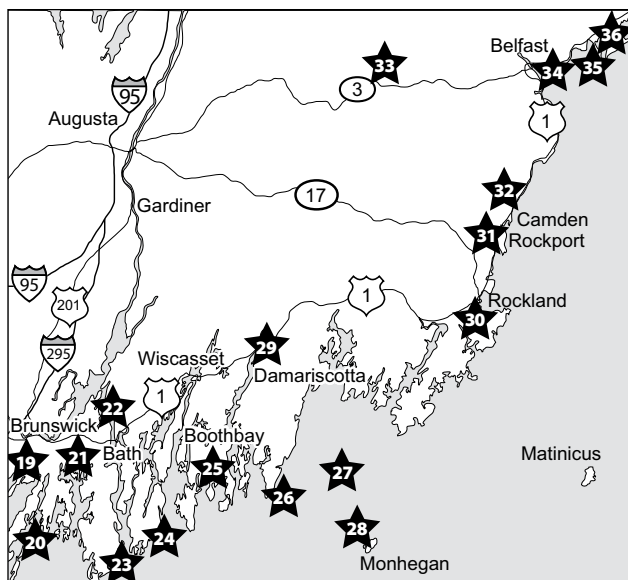 36
Belfast
33
34
35
3
95
Augusta
1
17
32
Gardiner
Camden
31
Rockport
95
201
1
Rockland
30
295
29
Wiscasset
Damariscotta
22
1
Brunswick
Boothbay
19
21
Bath
25
27
Matinicus
26
20
24
28
23
Monhegan